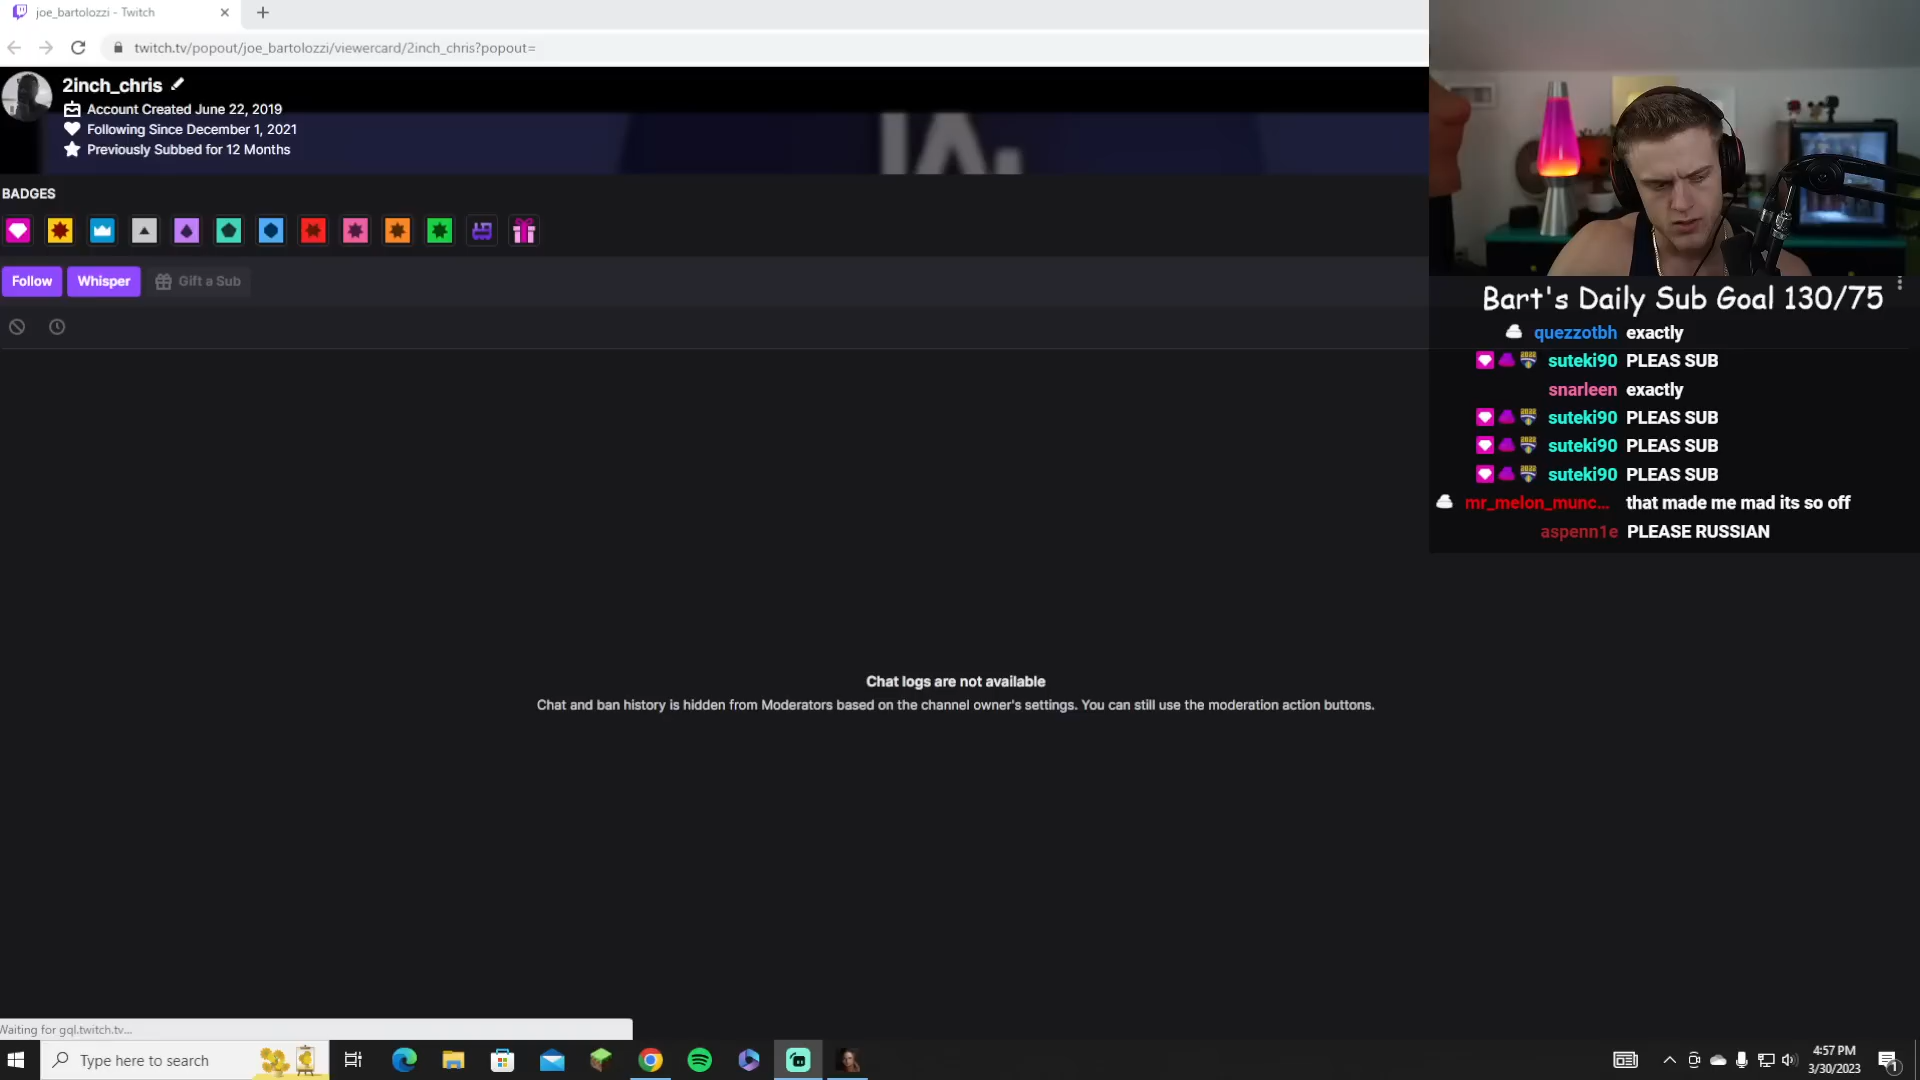 joe_bartolozzi - Twitch
twitch.tv/popout/joe_bartolozzi/viewercard/2inch_chris?popout=
2inch_chris
Account Created June 22, 2019
Following Since December 1, 2021
Previously Subbed for 12 Months
BADGES
Follow Whisper Gift a Sub
Bart's Daily Sub Goal 130/75
quezzotbh exactly
suteki90 PLEAS SUB
snarleen exactly
suteki90 PLEAS SUB
suteki90 PLEAS SUB
suteki90 PLEAS SUB
mr_melon_munc... that made me mad its so off
aspenn1e PLEASE RUSSIAN
Chat logs are not available
Chat and ban history is hidden from Moderators based on the channel owner's settings. You can still use the moderation action buttons.
Waiting for gql.twitch.tv...
Type here to search
4:57 PM
3/30/2023
1